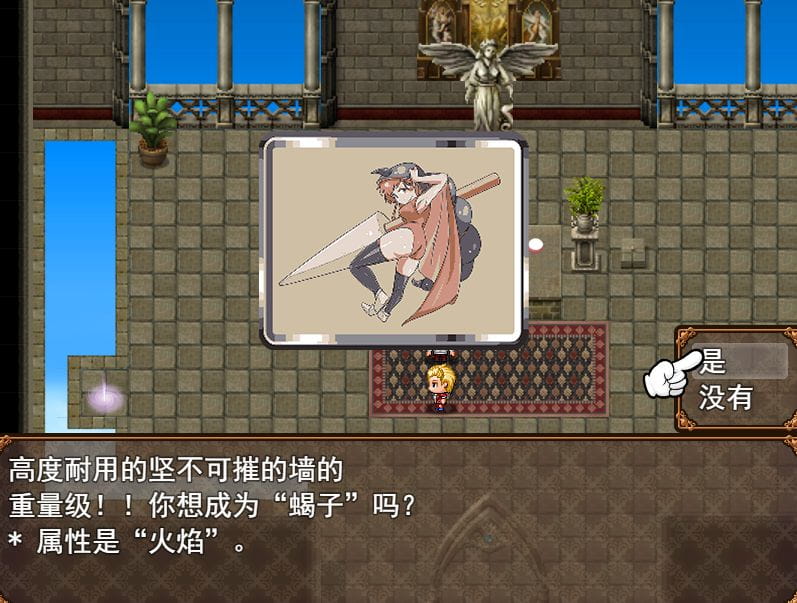 是
没有
高度耐用的坚不可摧的墙的
重量级！！你想成为“蝎子”吗？
* 属性是“火焰”。